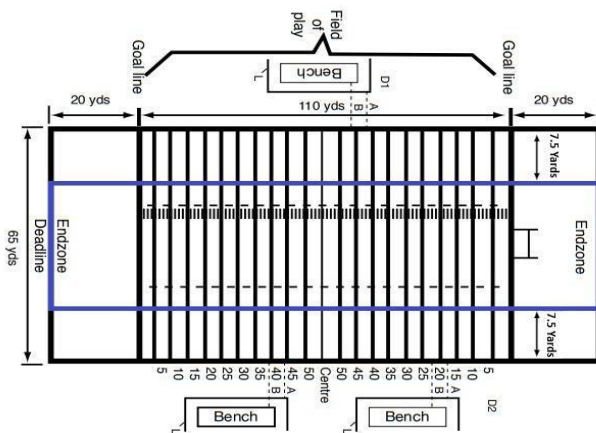 Field
of
play
Goal line
Goal line
Bench
L
D1
20 yds
110 yds
20 yds
B
A
7.5 Yards
65 yds
Deadline
Endzone
Endzone
7.5 Yards
5
10
15
20
25
30
35
40
45
50
Centre
50
45
40
35
30
25
20
15
10
5
B
A
B
A
D2
Bench
Bench
L
L